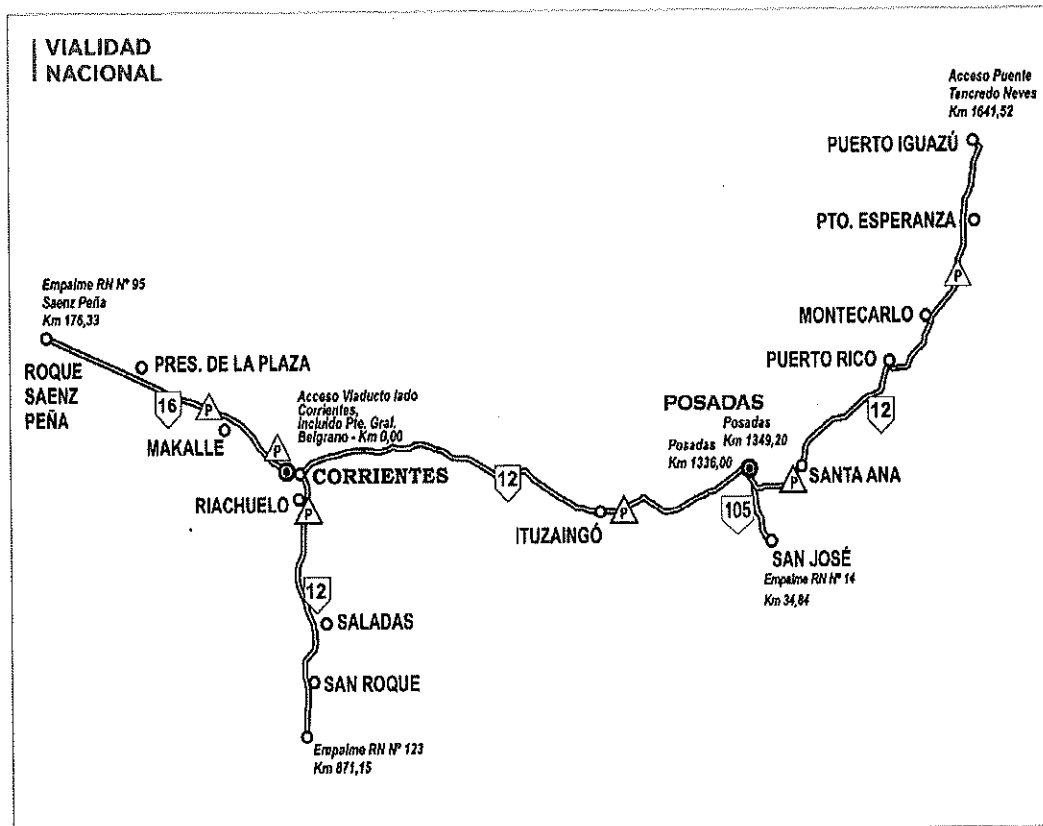 VIALIDAD
NACIONAL
Acceso Puente
Tancredo Neves
Km 1641,52
PUERTO IGUAZÚ
PTO. ESPERANZA
P
MONTECARLO
PUERTO RICO
12
Empalme RN Nº 95
Saenz Peña
Km 176,33
ROQUE
SAENZ
PEÑA
PRES. DE LA PLAZA
16
P
MAKALLE
P
Acceso Viaducto lado
Corrientes,
incluido Pte. Gral.
Belgrano - Km 0,00
CORRIENTES
RIACHUELO
P
12
ITUZAINGÓ
P
POSADAS
Posadas
Km 1349,20
Posadas
Km 1336,00
105
P
SANTA ANA
SAN JOSÉ
Empalme RN Nº 14
Km 34,84
12
SALADAS
SAN ROQUE
Empalme RN Nº 123
Km 871,15